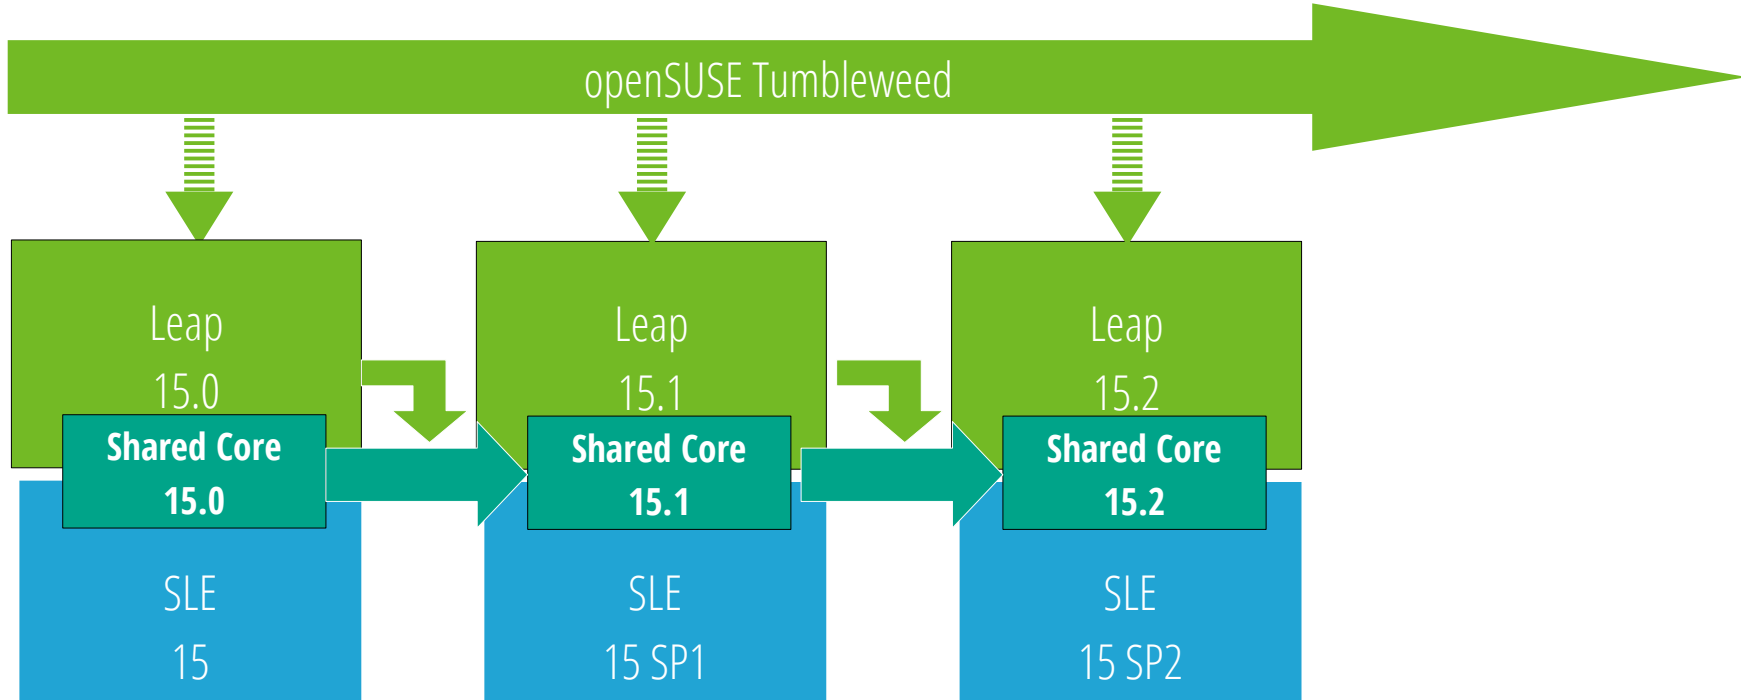 openSUSE Tumbleweed
Leap
15.0
Shared Core
15.0
SLE
15
Leap
15.1
Shared Core
15.1
SLE
15 SP1
Leap
15.2
Shared Core
15.2
SLE
15 SP2